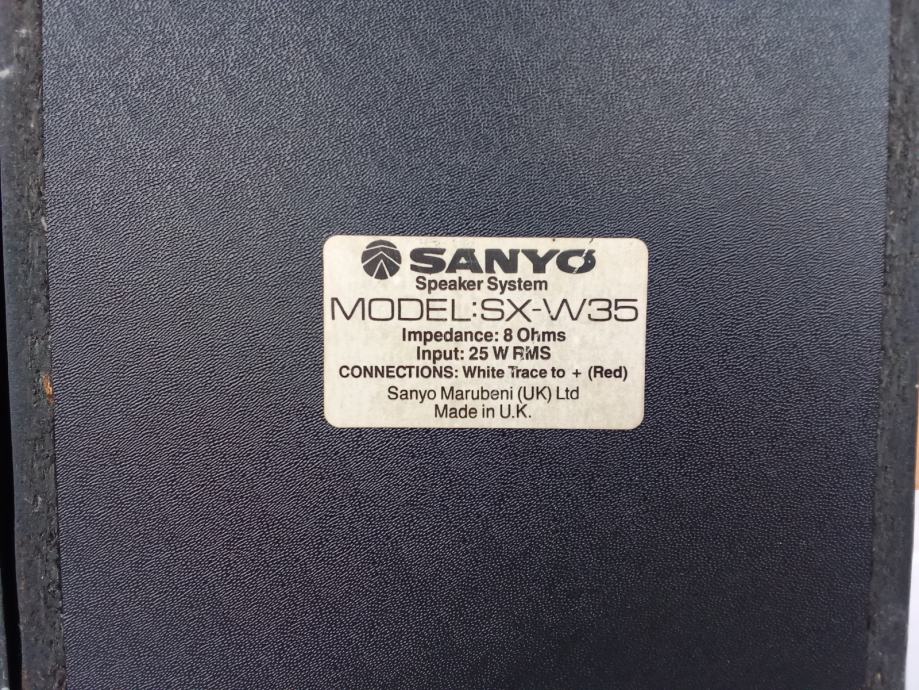 SANYO
Speaker System
MODEL:SX-W35
Impedance: 8 Ohms
Input: 25 W RMS
CONNECTIONS: White Trace to + (Red)
Sanyo Marubeni (UK) Ltd
Made in U.K.